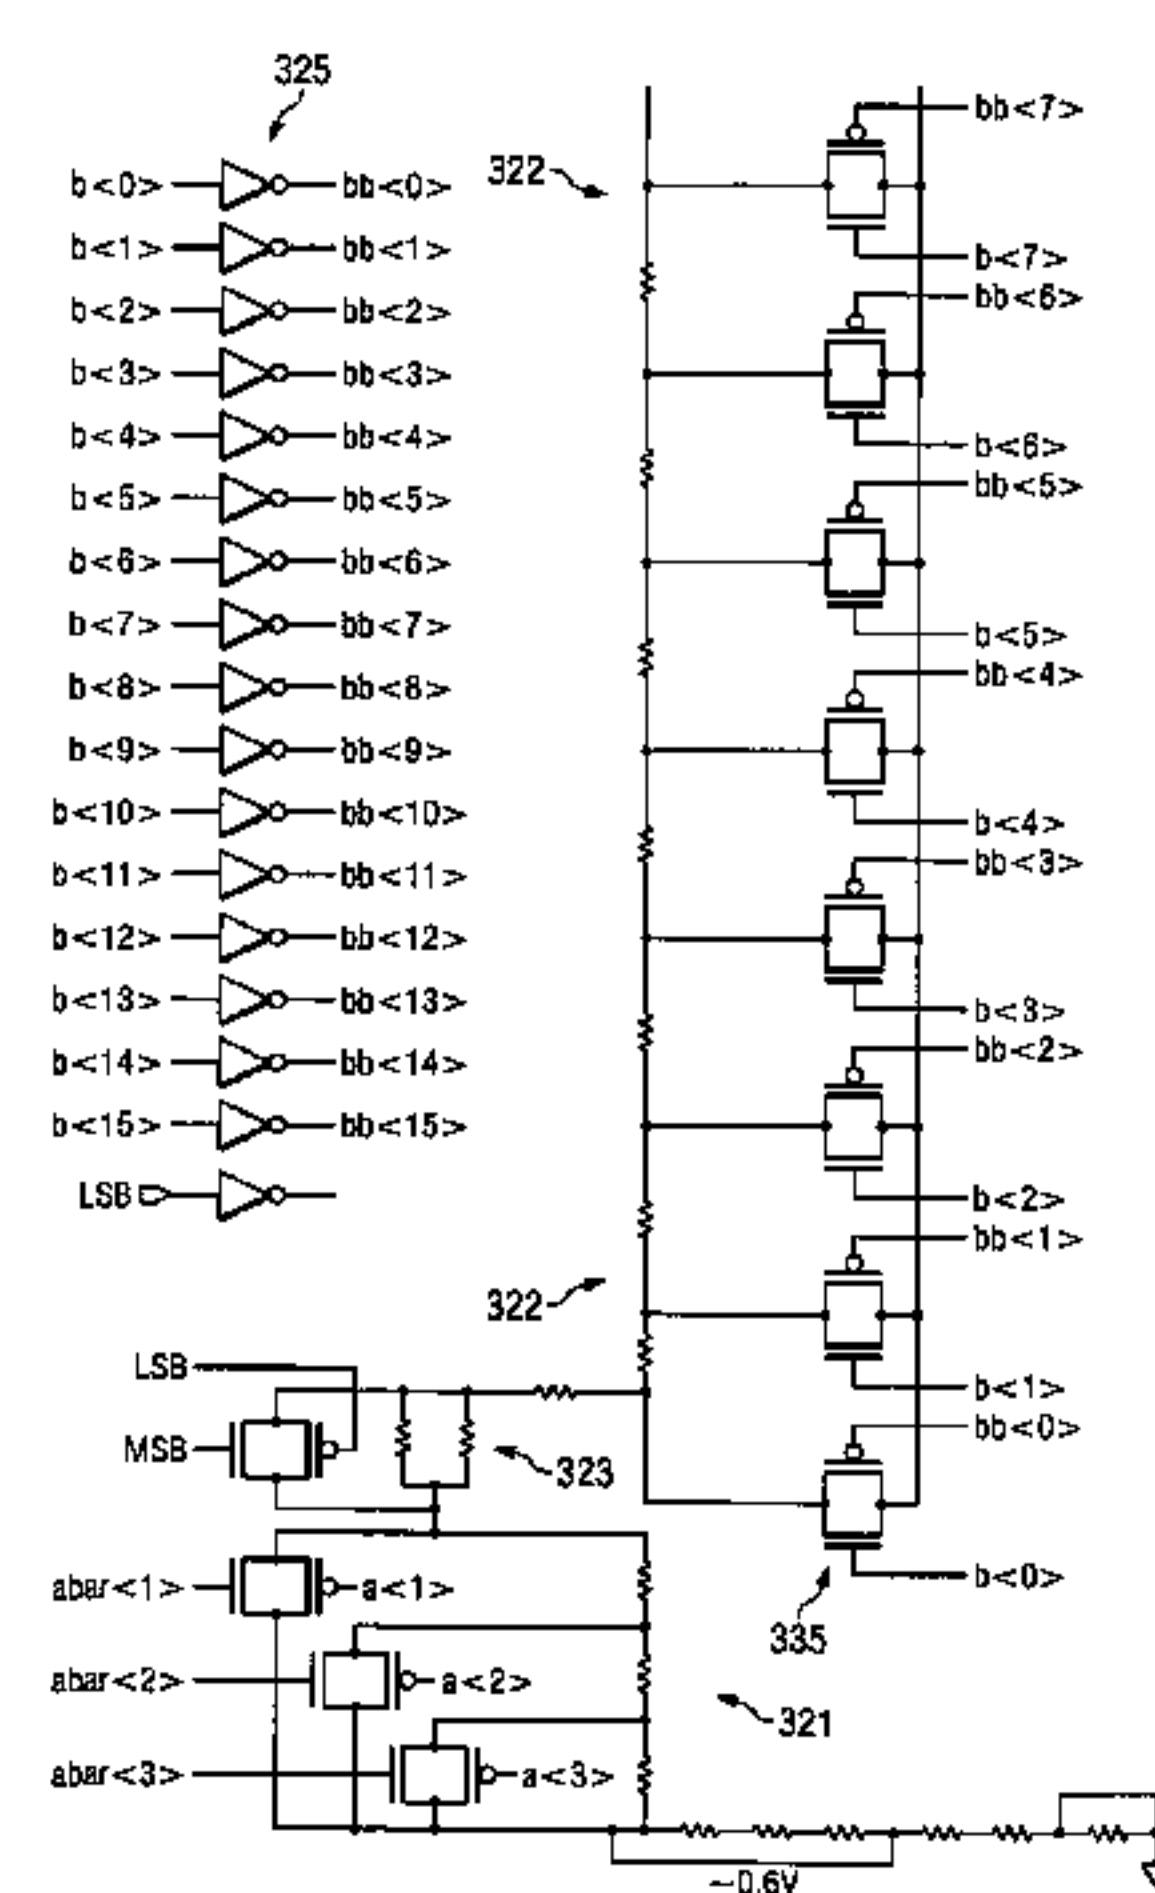 325
b<0> bb<0>
b<1> bb<1>
b<2> bb<2>
b<3> bb<3>
b<4> bb<4>
b<5> bb<5>
b<6> bb<6>
b<7> bb<7>
b<8> bb<8>
b<9> bb<9>
b<10> bb<10>
b<11> bb<11>
b<12> bb<12>
b<13> bb<13>
b<14> bb<14>
b<15> bb<15>
LSB
322
bb<7>
b<7>
bb<6>
b<6>
bb<5>
b<5>
bb<4>
b<4>
bb<3>
b<3>
bb<2>
b<2>
bb<1>
b<1>
bb<0>
b<0>
335
322
LSB
MSB
323
abar<1> a<1>
abar<2> a<2>
abar<3> a<3>
321
~0.6V